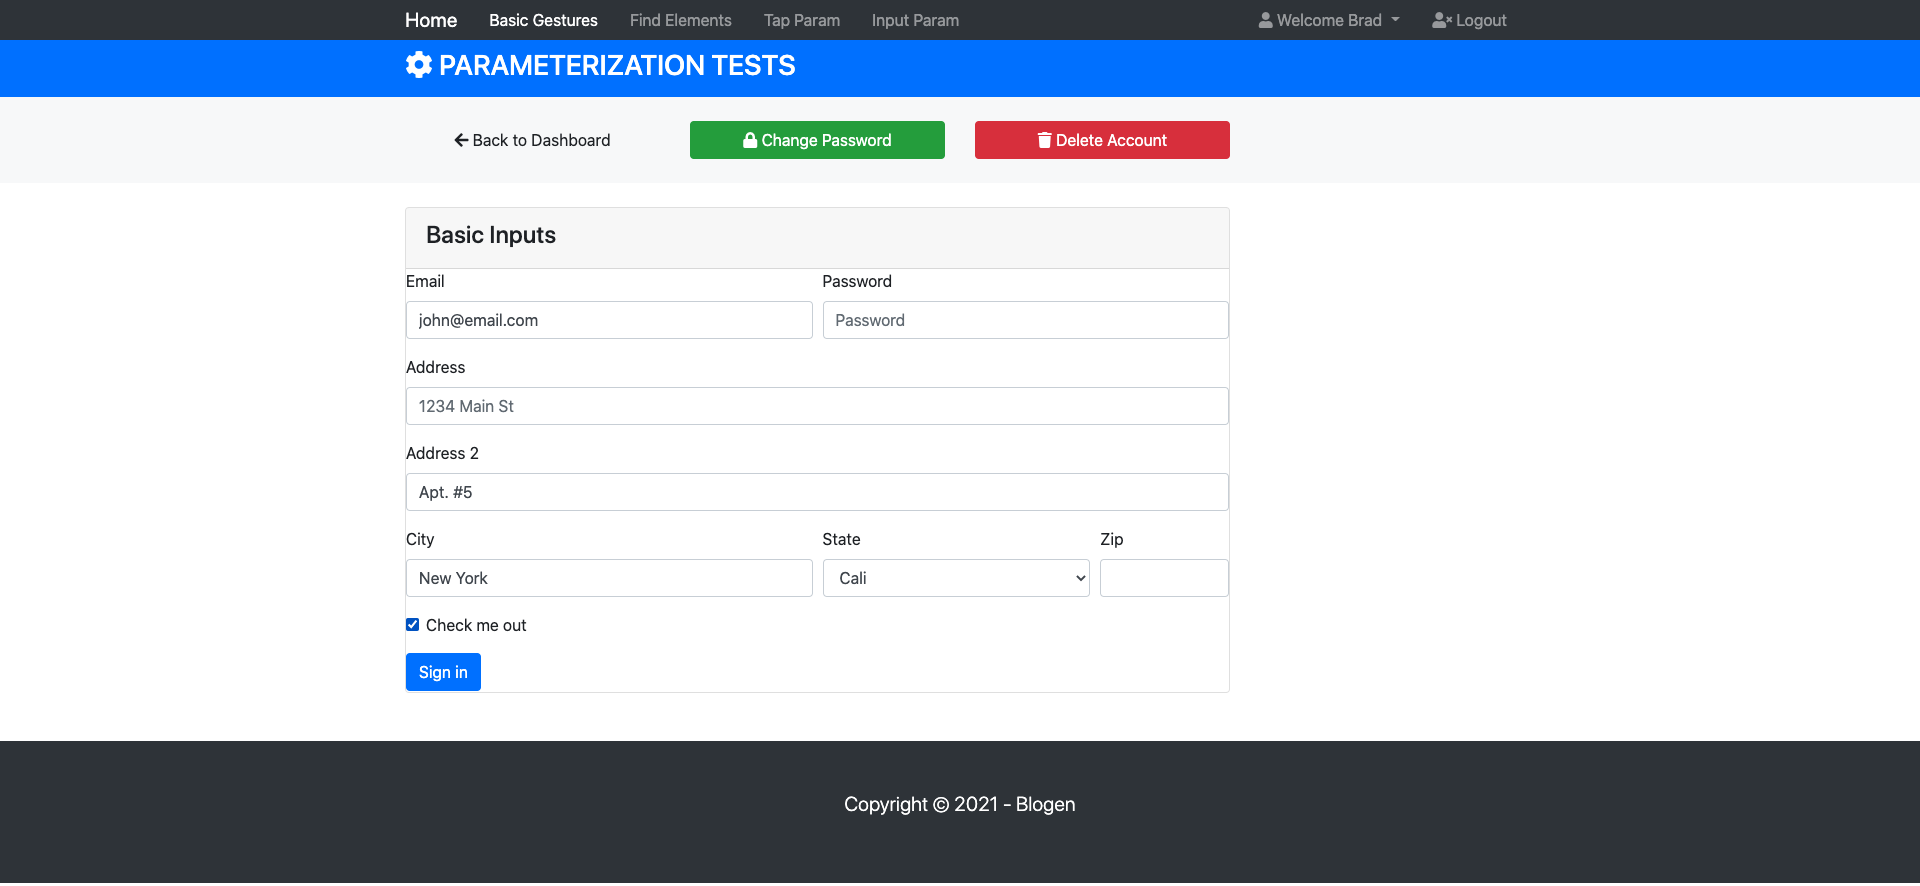 Home Basic Gestures Find Elements Tap Param Input Param Welcome Brad Logout
PARAMETERIZATION TESTS
Back to Dashboard Change Password Delete Account
Basic Inputs
Email Password
john@email.com Password
Address
1234 Main St
Address 2
Apt. #5
City State Zip
New York Cali
Check me out
Sign in
Copyright © 2021 - Blogen